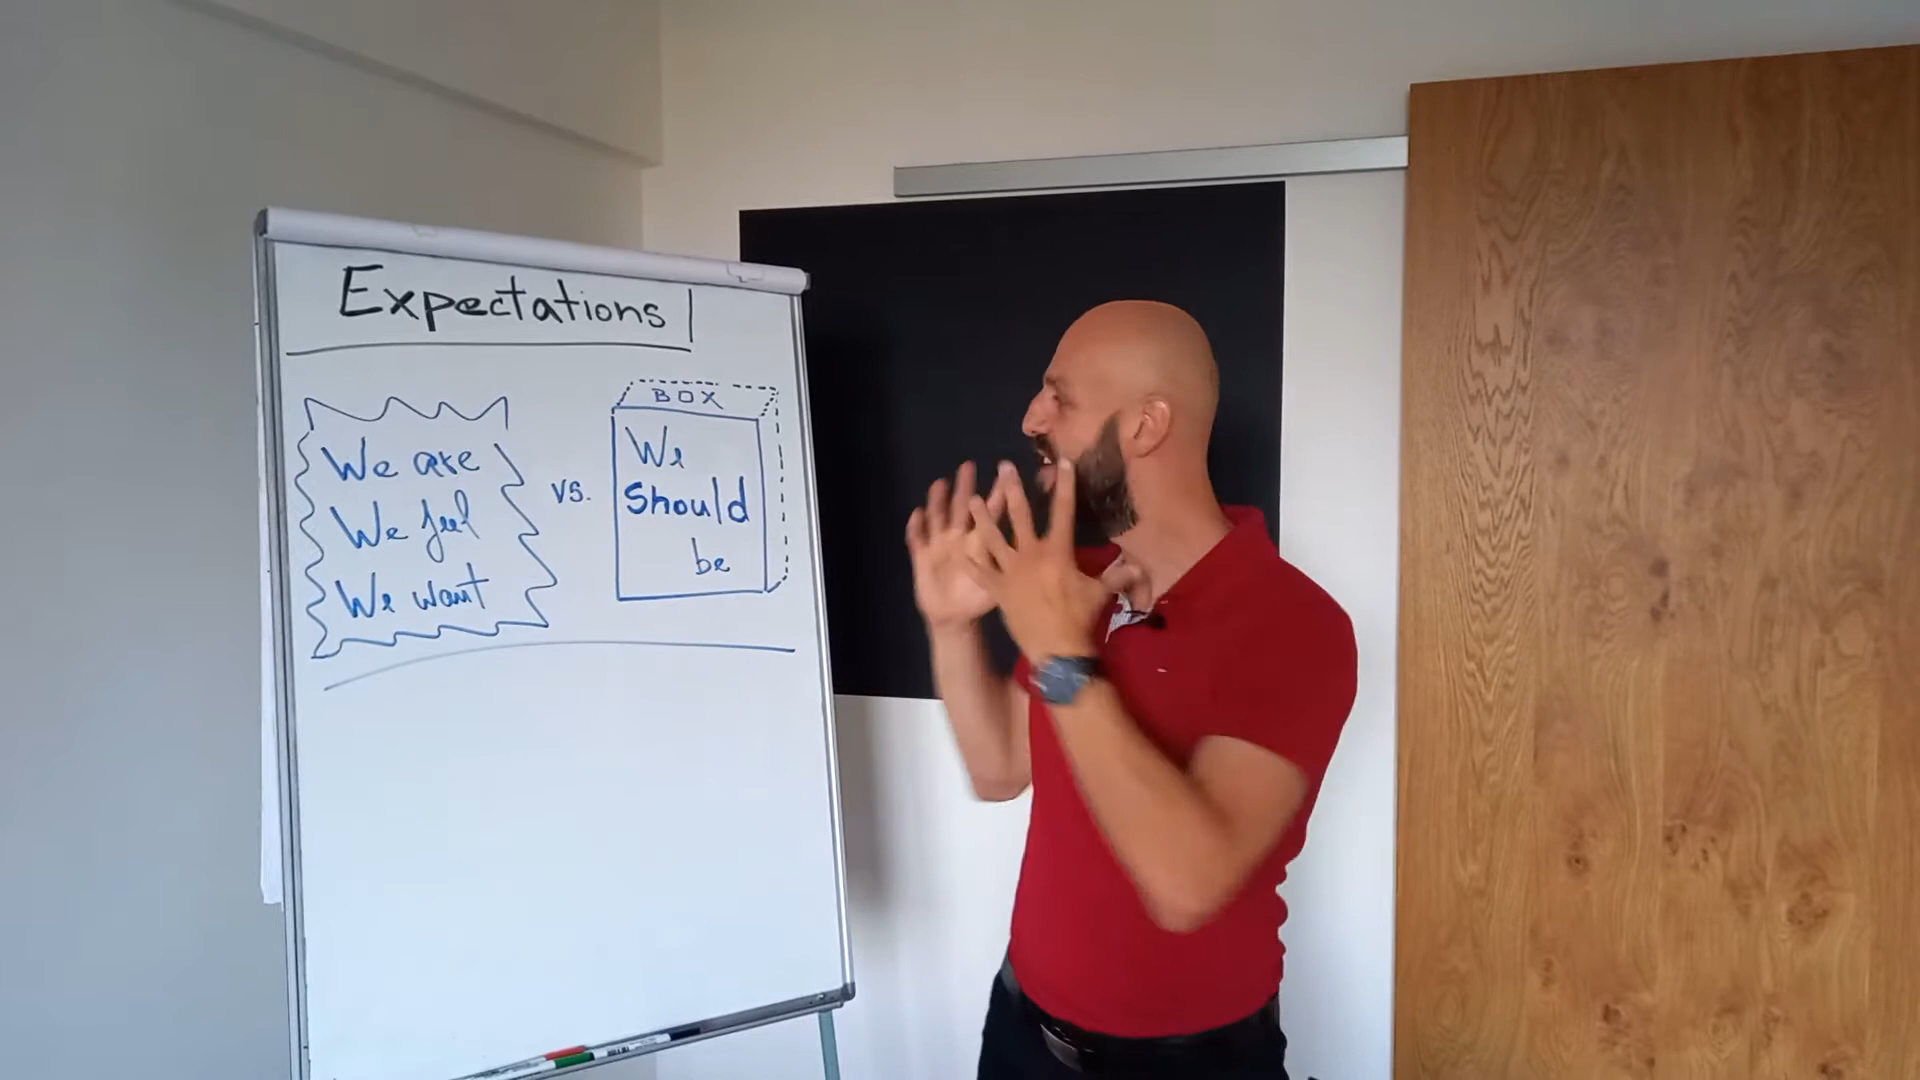 Expectations
We are
We feel
We want
vs.
BOX
We
Should
be